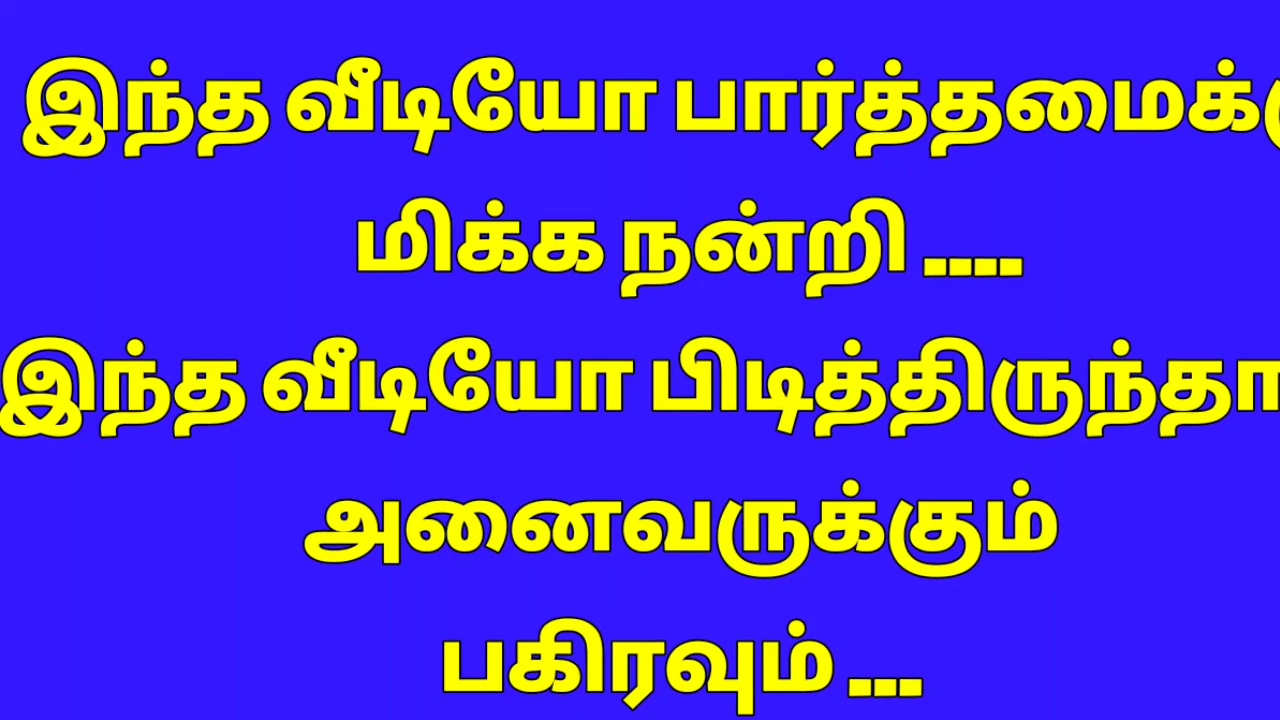 இந்த வீடியோ பார்த்தமைக்கு
மிக்க நன்றி ....
இந்த வீடியோ பிடித்திருந்தா
அனைவருக்கும்
பகிரவும் ...